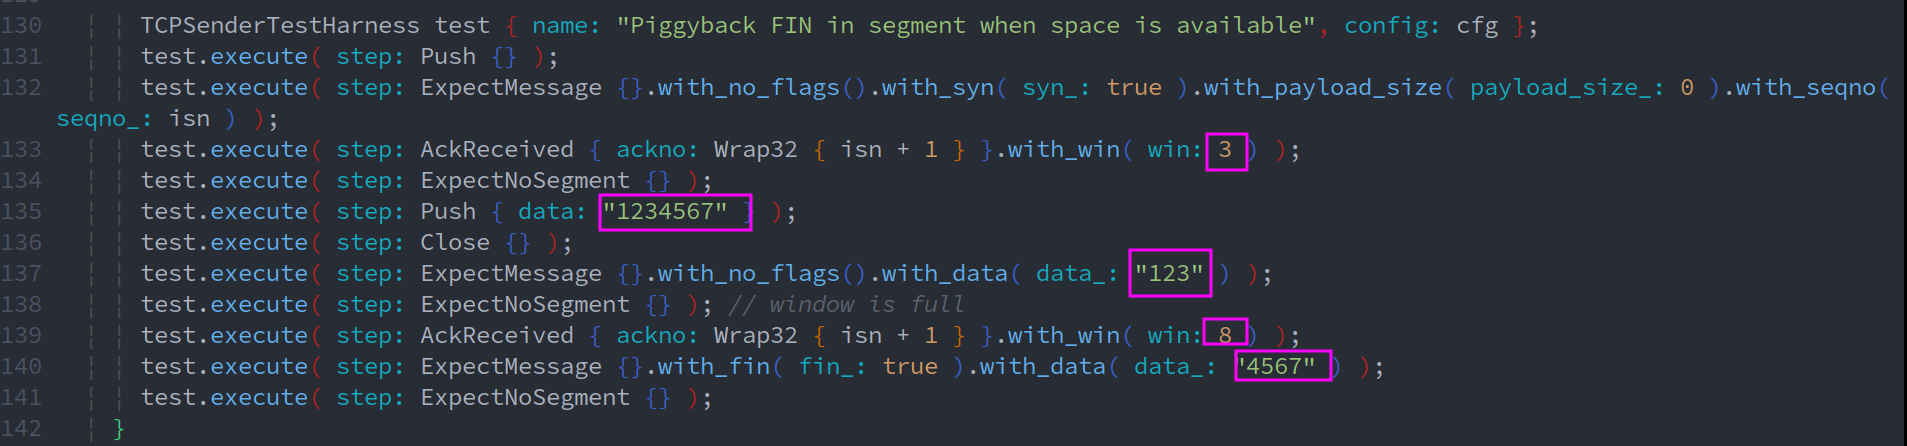 130 TCPSenderTestHarness test { name: "Piggyback FIN in segment when space is available", config: cfg };
131 test.execute( step: Push {} );
132 test.execute( step: ExpectMessage {}.with_no_flags().with_syn( syn_: true ).with_payload_size( payload_size_: 0 ).with_seqno(
seqno_: isn ) );
133 test.execute( step: AckReceived { ackno: Wrap32 { isn + 1 } }.with_win( win: 3 ) );
134 test.execute( step: ExpectNoSegment {} );
135 test.execute( step: Push { data: "1234567" } );
136 test.execute( step: Close {} );
137 test.execute( step: ExpectMessage {}.with_no_flags().with_data( data_: "123" ) );
138 test.execute( step: ExpectNoSegment {} ); // window is full
139 test.execute( step: AckReceived { ackno: Wrap32 { isn + 1 } }.with_win( win: 8 ) );
140 test.execute( step: ExpectMessage {}.with_fin( fin_: true ).with_data( data_: "4567" ) );
141 test.execute( step: ExpectNoSegment {} );
142 }